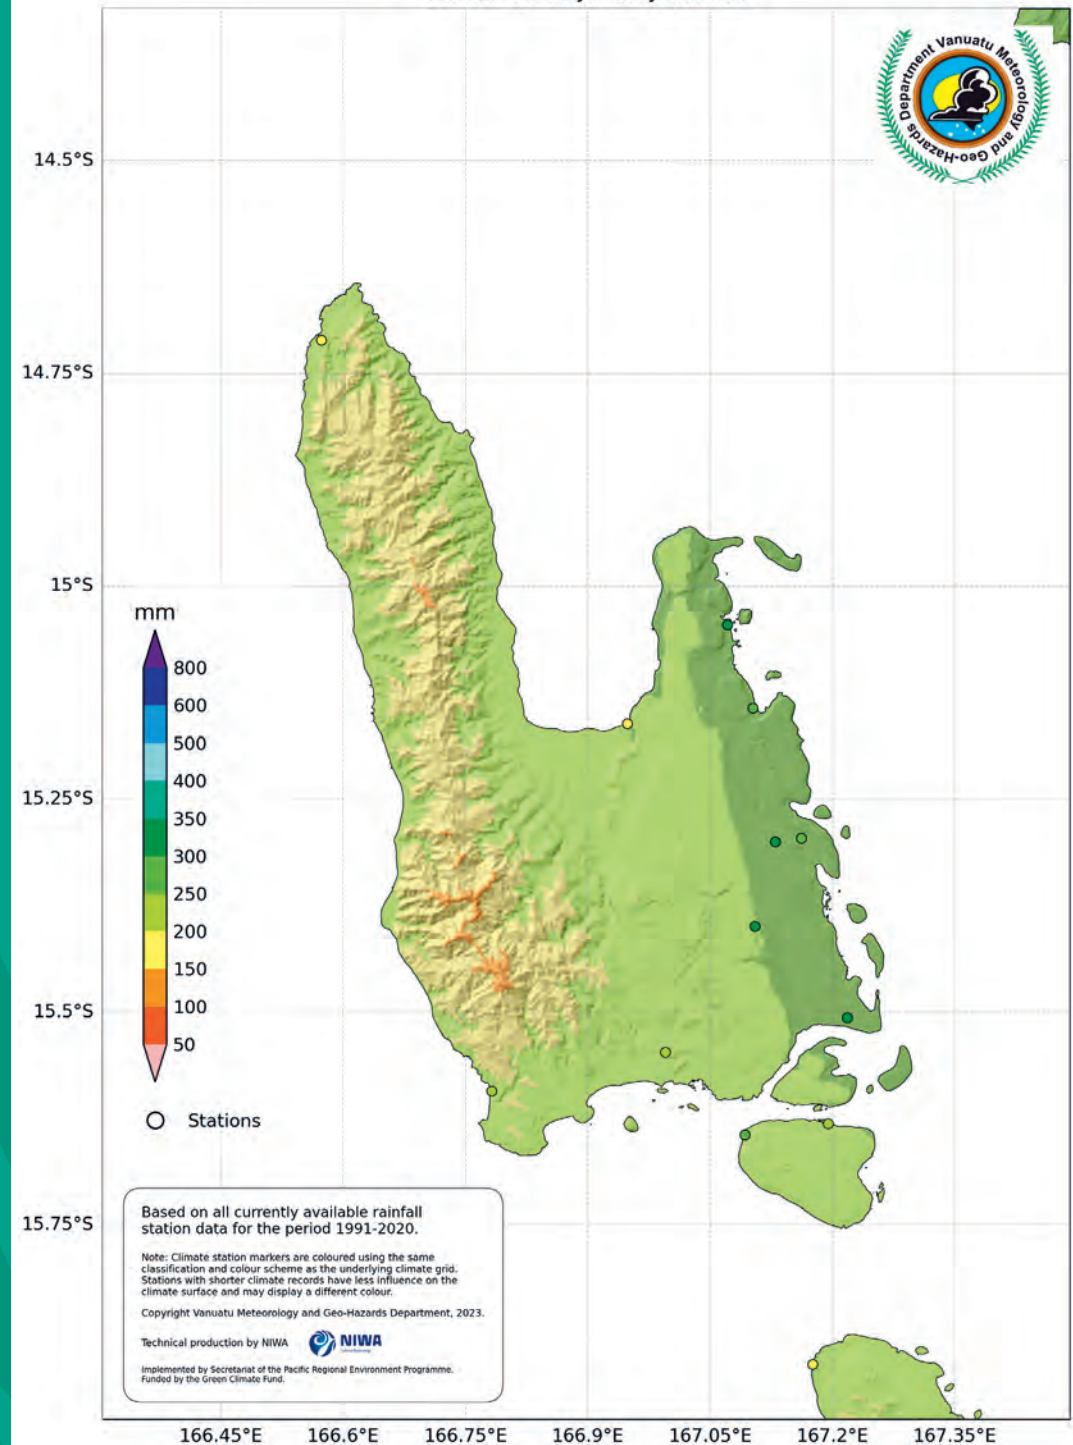 Vanuatu Meteorology and Geo-Hazards Department
14.5°S
14.75°S
15°S
15.25°S
15.5°S
15.75°S
mm
800
600
500
400
350
300
250
200
150
100
50
Stations
Based on all currently available rainfall
station data for the period 1991-2020.
Note: Climate station markers are coloured using the same
classification and colour scheme as the underlying climate grid.
Stations with shorter climate records have less influence on the
climate surface and may display a different colour.
Copyright Vanuatu Meteorology and Geo-Hazards Department, 2023.
Technical production by NIWA
NIWA
Implemented by Secretariat of the Pacific Regional Environment Programme.
Funded by the Green Climate Fund.
166.45°E 166.6°E 166.75°E 166.9°E 167.05°E 167.2°E 167.35°E